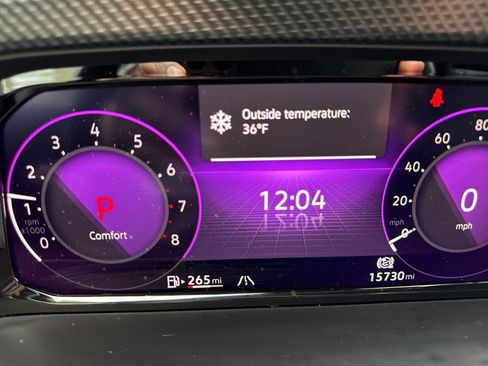 Outside temperature:
36°F
4
3
5
2
6
1
7
0
8
rpm
x1000
P
Comfort
12:04
80
60
40
20
0
mph
0
mph
265 mi
15730 mi